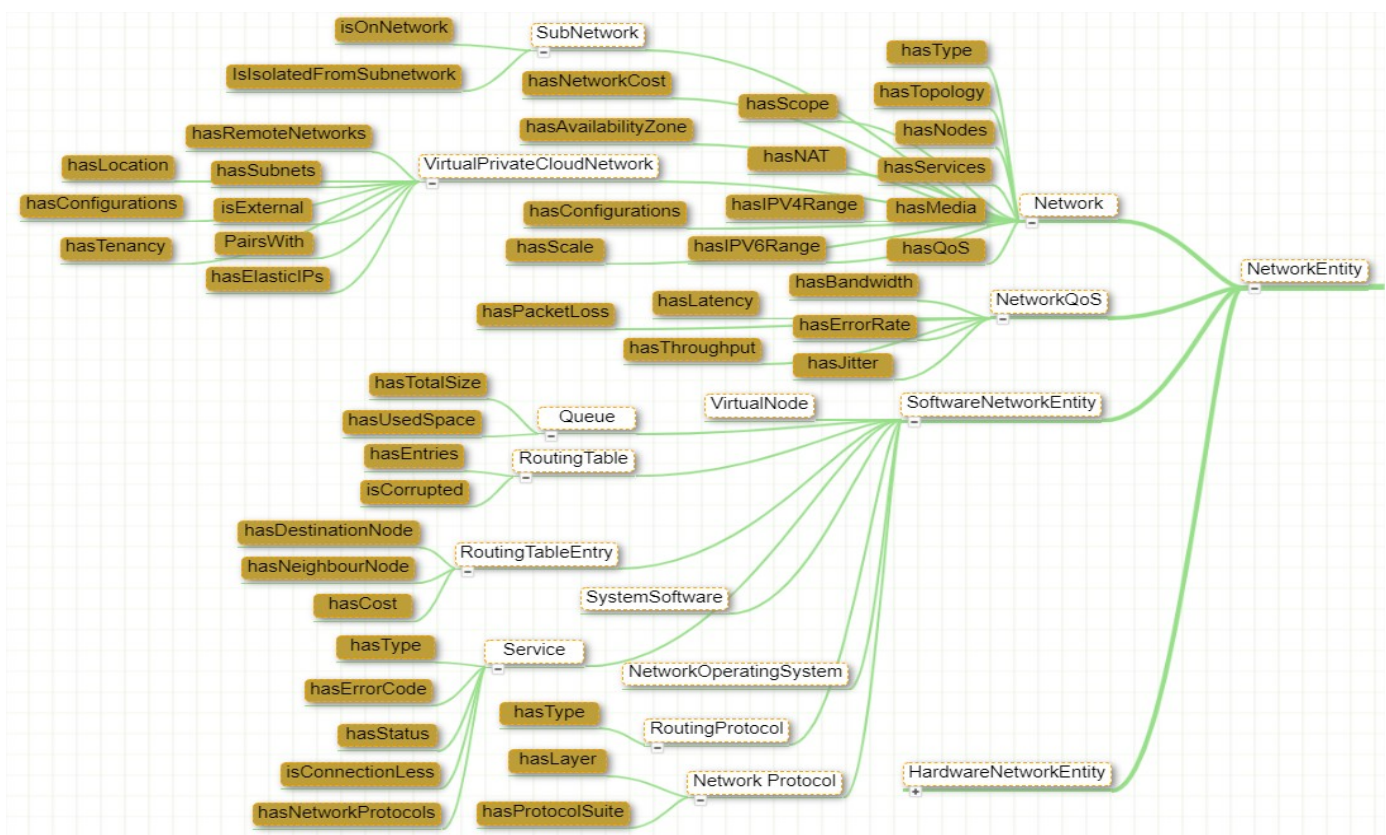 isOnNetwork
SubNetwork
IsIsolatedFromSubnetwork
hasNetworkCost
hasType
hasTopology
hasScope
hasNodes
hasAvailabilityZone
hasRemoteNetworks
hasNAT
hasServices
hasLocation
hasSubnets
VirtualPrivateCloudNetwork
hasConfigurations
isExternal
hasConfigurations
hasIPV4Range
hasMedia
Network
hasTenancy
PairsWith
hasScale
hasIPV6Range
hasQoS
hasElasticIPs
NetworkEntity
hasBandwidth
hasLatency
NetworkQoS
hasPacketLoss
hasErrorRate
hasThroughput
hasJitter
hasTotalSize
VirtualNode
SoftwareNetworkEntity
hasUsedSpace
Queue
hasEntries
RoutingTable
isCorrupted
hasDestinationNode
RoutingTableEntry
hasNeighbourNode
hasCost
SystemSoftware
hasType
Service
NetworkOperatingSystem
hasErrorCode
hasType
hasStatus
RoutingProtocol
hasLayer
isConnectionLess
Network Protocol
HardwareNetworkEntity
hasNetworkProtocols
hasProtocolSuite